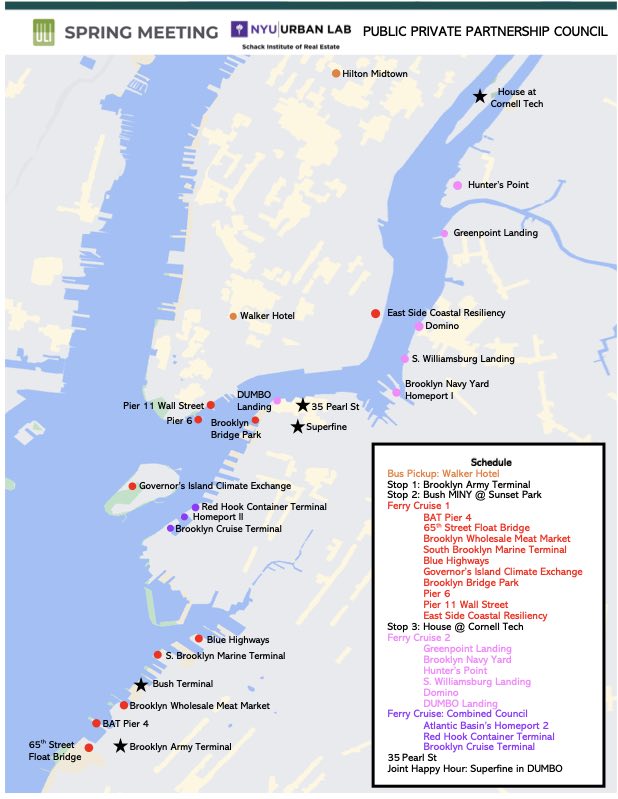 ULI SPRING MEETING NYU | URBAN LAB PUBLIC PRIVATE PARTNERSHIP COUNCIL
Schack Institute of Real Estate
Hilton Midtown
House at
Cornell Tech
Hunter's Point
Greenpoint Landing
Walker Hotel
East Side Coastal Resiliency
Domino
S. Williamsburg Landing
Brooklyn Navy Yard
Homeport I
DUMBO
Landing
35 Pearl St
Pier 11 Wall Street
Pier 6
Brooklyn
Bridge Park
Superfine
Governor's Island Climate Exchange
Red Hook Container Terminal
Homeport II
Brooklyn Cruise Terminal
Blue Highways
S. Brooklyn Marine Terminal
Bush Terminal
Brooklyn Wholesale Meat Market
BAT Pier 4
65th Street
Float Bridge
Brooklyn Army Terminal
Schedule
Bus Pickup: Walker Hotel
Stop 1: Brooklyn Army Terminal
Stop 2: Bush MINY @ Sunset Park
Ferry Cruise 1
BAT Pier 4
65th Street Float Bridge
Brooklyn Wholesale Meat Market
South Brooklyn Marine Terminal
Blue Highways
Governor's Island Climate Exchange
Brooklyn Bridge Park
Pier 6
Pier 11 Wall Street
East Side Coastal Resiliency
Stop 3: House @ Cornell Tech
Ferry Cruise 2
Greenpoint Landing
Brooklyn Navy Yard
Hunter's Point
S. Williamsburg Landing
Domino
DUMBO Landing
Ferry Cruise: Combined Council
Atlantic Basin's Homeport 2
Red Hook Container Terminal
Brooklyn Cruise Terminal
35 Pearl St
Joint Happy Hour: Superfine in DUMBO